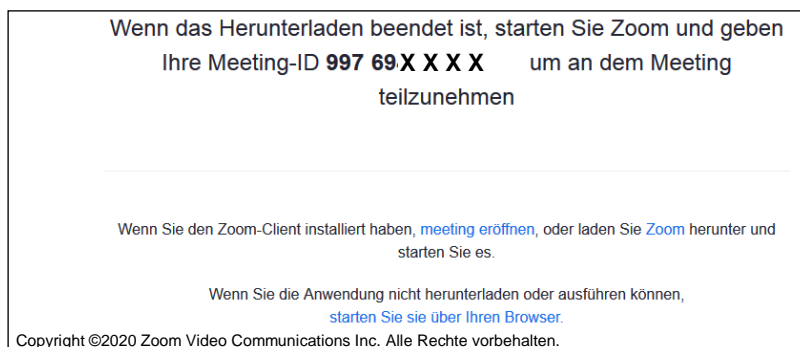 Wenn das Herunterladen beendet ist, starten Sie Zoom und geben
Ihre Meeting-ID 997 69 X X X X um an dem Meeting
teilzunehmen
Wenn Sie den Zoom-Client installiert haben, meeting eröffnen, oder laden Sie Zoom herunter und
starten Sie es.
Wenn Sie die Anwendung nicht herunterladen oder ausführen können,
starten Sie sie über Ihren Browser.
Copyright ©2020 Zoom Video Communications Inc. Alle Rechte vorbehalten.